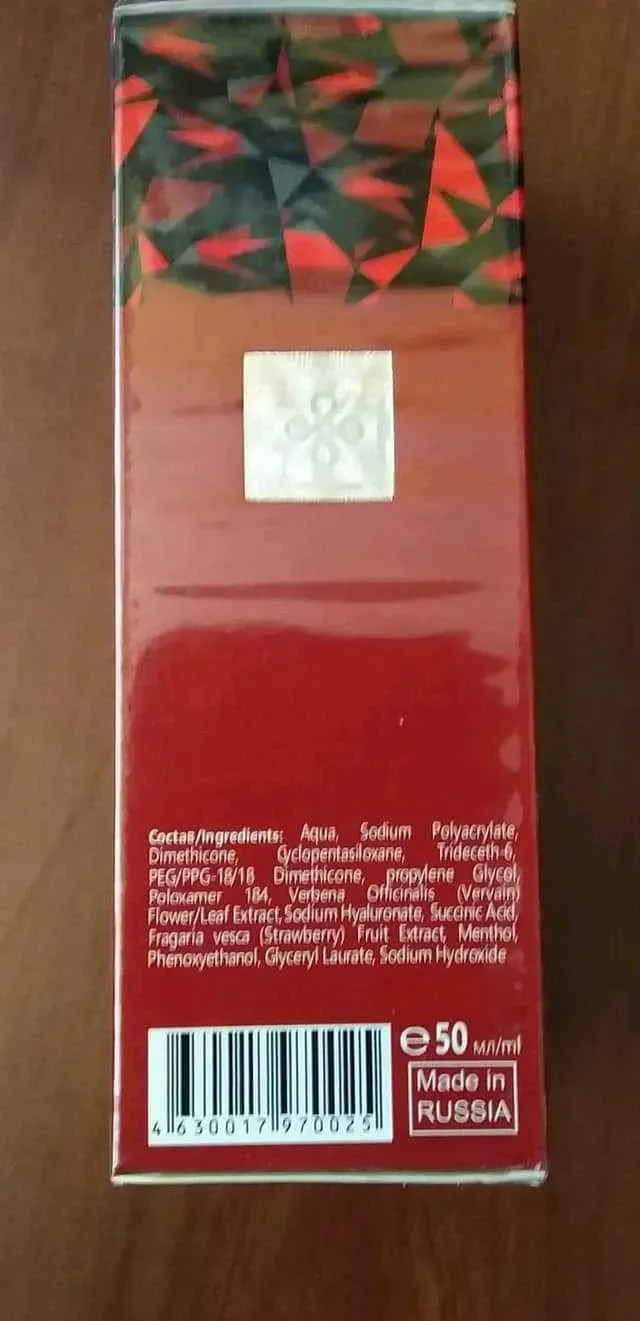 Состав/Ingredients: Aqua, Sodium Polyacrylate,
Dimethicone, Cyclopentasiloxane, Trideceth-6,
PEG/PPG-18/18 Dimethicone, propylene Glycol,
Poloxamer 184, Verbena Officinalis (Vervain)
Flower/Leaf Extract, Sodium Hyaluronate, Succinic Acid,
Fragaria vesca (Strawberry) Fruit Extract, Menthol,
Phenoxyethanol, Glyceryl Laurate, Sodium Hydroxide
℮ 50 мл/ml
Made in
RUSSIA
4 630017 970025